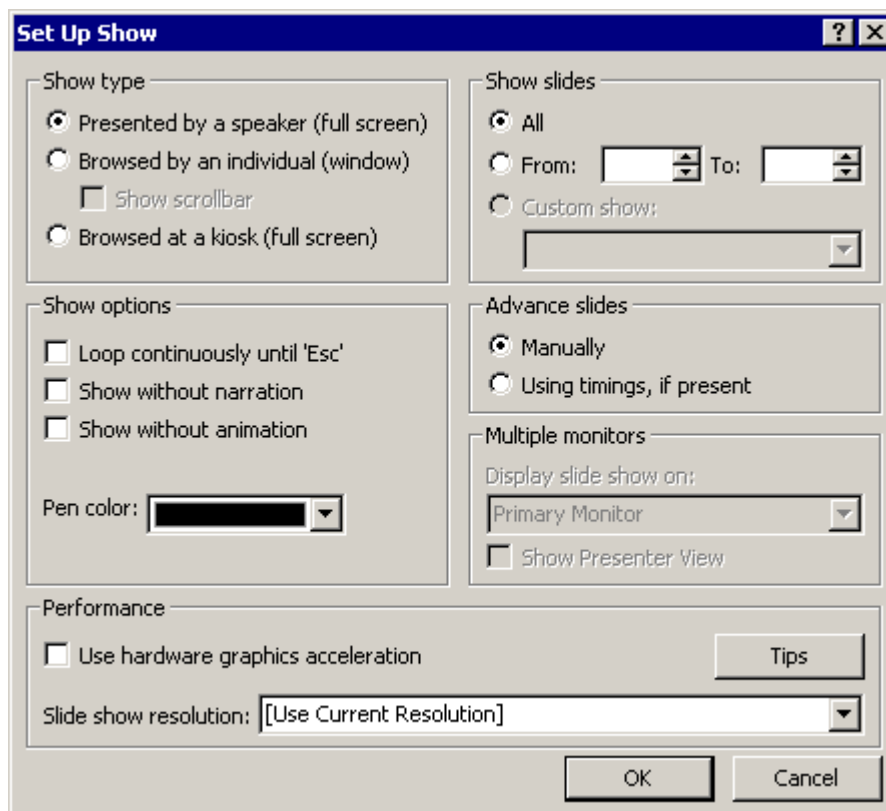 Set Up Show
Show type
Presented by a speaker (full screen)
Browsed by an individual (window)
Show scrollbar
Browsed at a kiosk (full screen)
Show slides
All
From: To:
Custom show:
Show options
Loop continuously until 'Esc'
Show without narration
Show without animation
Pen color:
Advance slides
Manually
Using timings, if present
Multiple monitors
Display slide show on:
Primary Monitor
Show Presenter View
Performance
Use hardware graphics acceleration
Tips
Slide show resolution: [Use Current Resolution]
OK Cancel